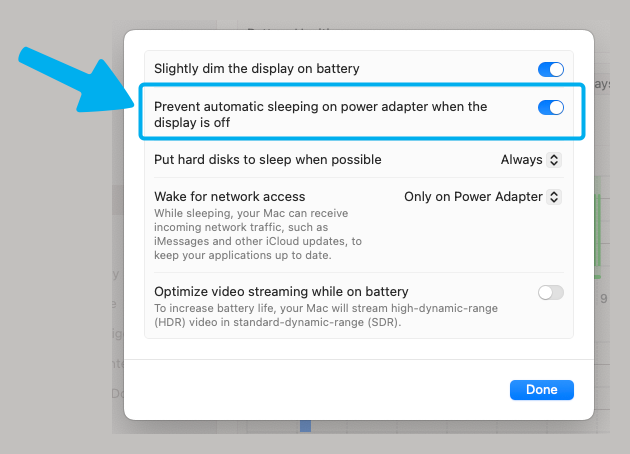 Slightly dim the display on battery
Prevent automatic sleeping on power adapter when the
display is off
Put hard disks to sleep when possible Always
Wake for network access Only on Power Adapter
While sleeping, your Mac can receive
incoming network traffic, such as
iMessages and other iCloud updates, to
keep your applications up to date.
Optimize video streaming while on battery
To increase battery life, your Mac will stream high-dynamic-range
(HDR) video in standard-dynamic-range (SDR).
9
Done